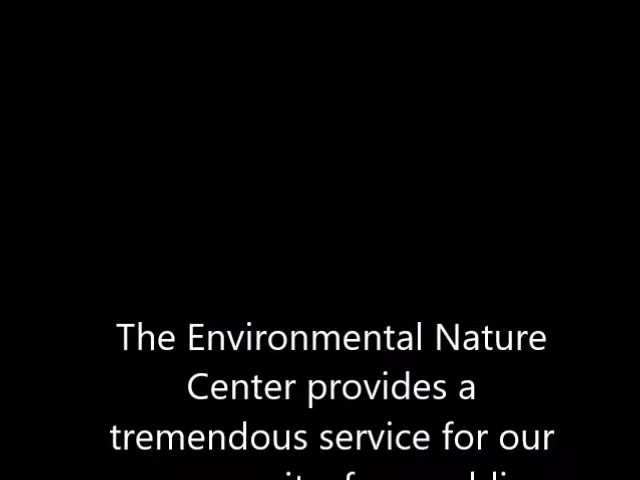 The Environmental Nature
Center provides a
tremendous service for our